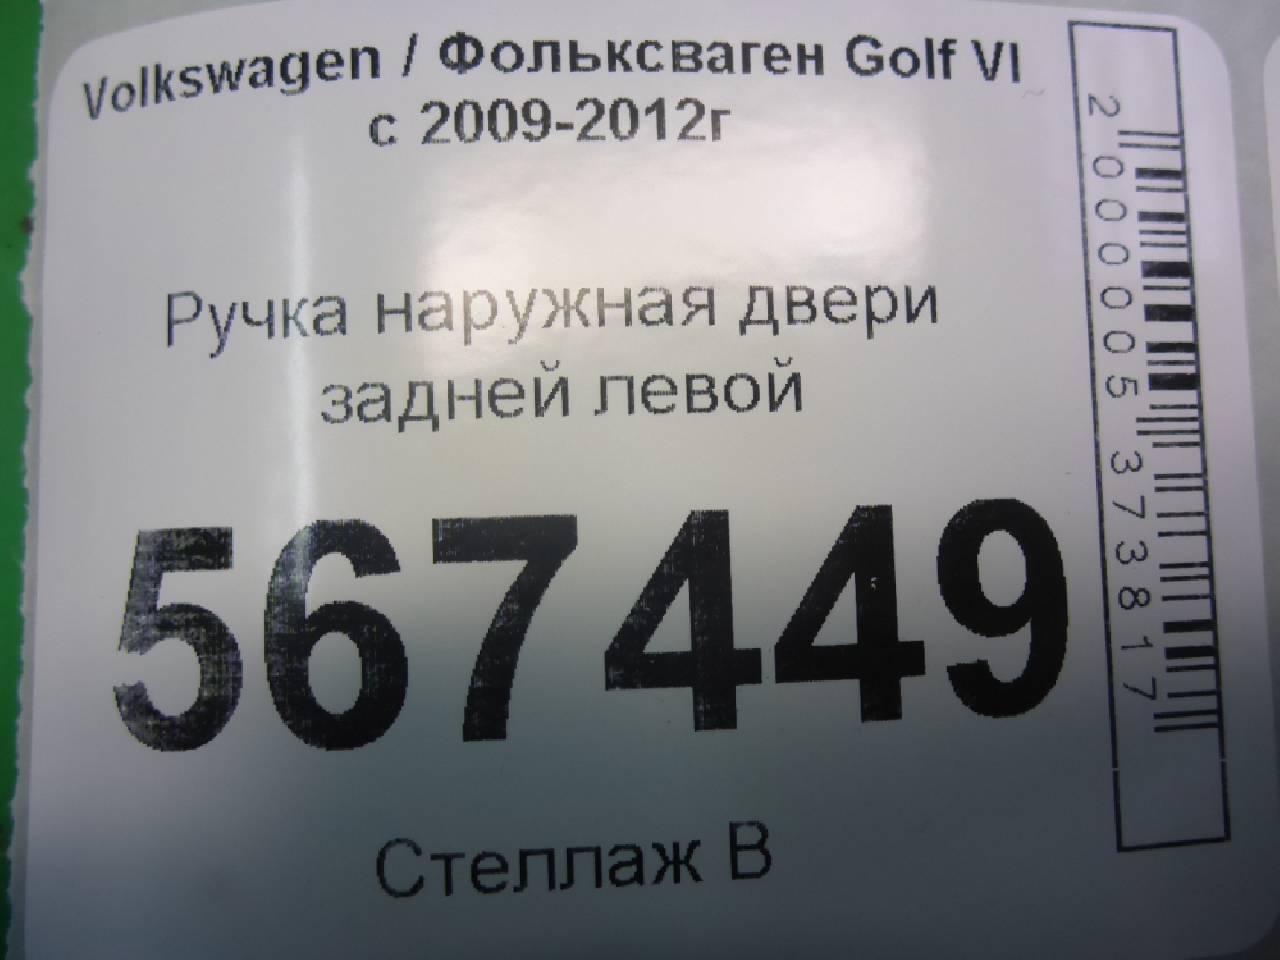 Volkswagen / Фольксваген Golf VI
с 2009-2012г
Ручка наружная двери
задней левой
567449
Стеллаж В
2000005373817